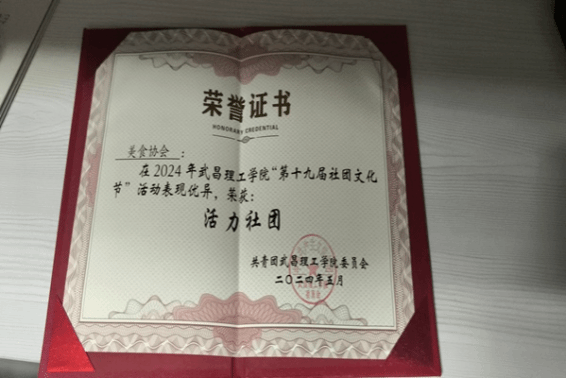 荣誉证书
HONORARY CREDENTIAL
美食协会：
在2024年武昌理工学院“第十九届社团文化
节”活动表现优异，荣获：
活力社团
共青团武昌理工学院委员会
二〇二四年五月